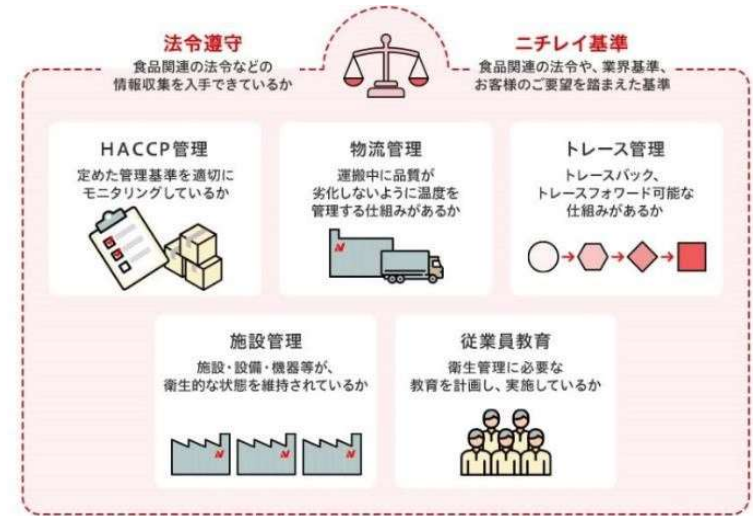 法令遵守
食品関連の法令などの
情報収集を入手できているか
ニチレイ基準
食品関連の法令や、業界基準、
お客様のご要望を踏まえた基準
HACCP管理
定めた管理基準を適切に
モニタリングしているか
物流管理
運搬中に品質が
劣化しないように温度を
管理する仕組みがあるか
トレース管理
トレースバック、
トレースフォワード可能な
仕組みがあるか
施設管理
施設・設備・機器等が、
衛生的な状態を維持されているか
従業員教育
衛生管理に必要な
教育を計画し、実施しているか